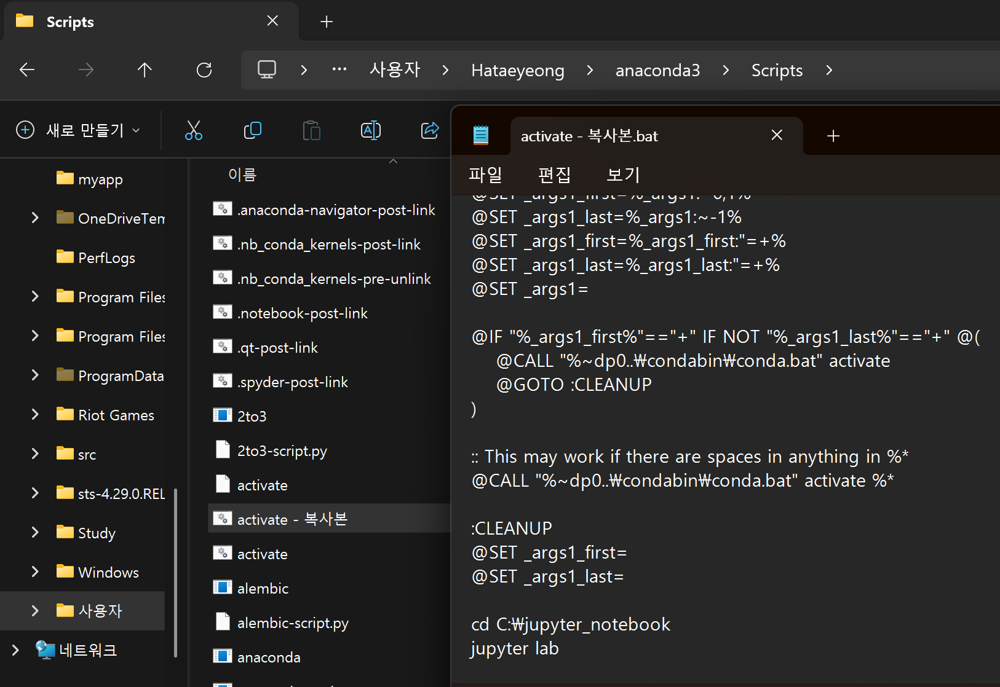 Scripts
사용자 > Hataeyeong > anaconda3 > Scripts >
새로 만들기
myapp
OneDriveTem
PerfLogs
Program Files
Program Files
ProgramData
Riot Games
src
sts-4.29.0.REL
Study
Windows
사용자
네트워크
이름
.anaconda-navigator-post-link
.nb_conda_kernels-post-link
.nb_conda_kernels-pre-unlink
.notebook-post-link
.qt-post-link
.spyder-post-link
2to3
2to3-script.py
activate
activate - 복사본
activate
alembic
alembic-script.py
anaconda
activate - 복사본.bat
파일 편집 보기
@SET _args1_first=%_args1:~0,1%
@SET _args1_last=%_args1:~-1%
@SET _args1_first=%_args1_first:"=+%
@SET _args1_last=%_args1_last:"=+%
@SET _args1=
@IF "%_args1_first%"=="+" IF NOT "%_args1_last%"=="+" @(
@CALL "%~dp0..₩condabin₩conda.bat" activate
@GOTO :CLEANUP
)
:: This may work if there are spaces in anything in %*
@CALL "%~dp0..₩condabin₩conda.bat" activate %*
:CLEANUP
@SET _args1_first=
@SET _args1_last=
cd C:₩jupyter_notebook
jupyter lab